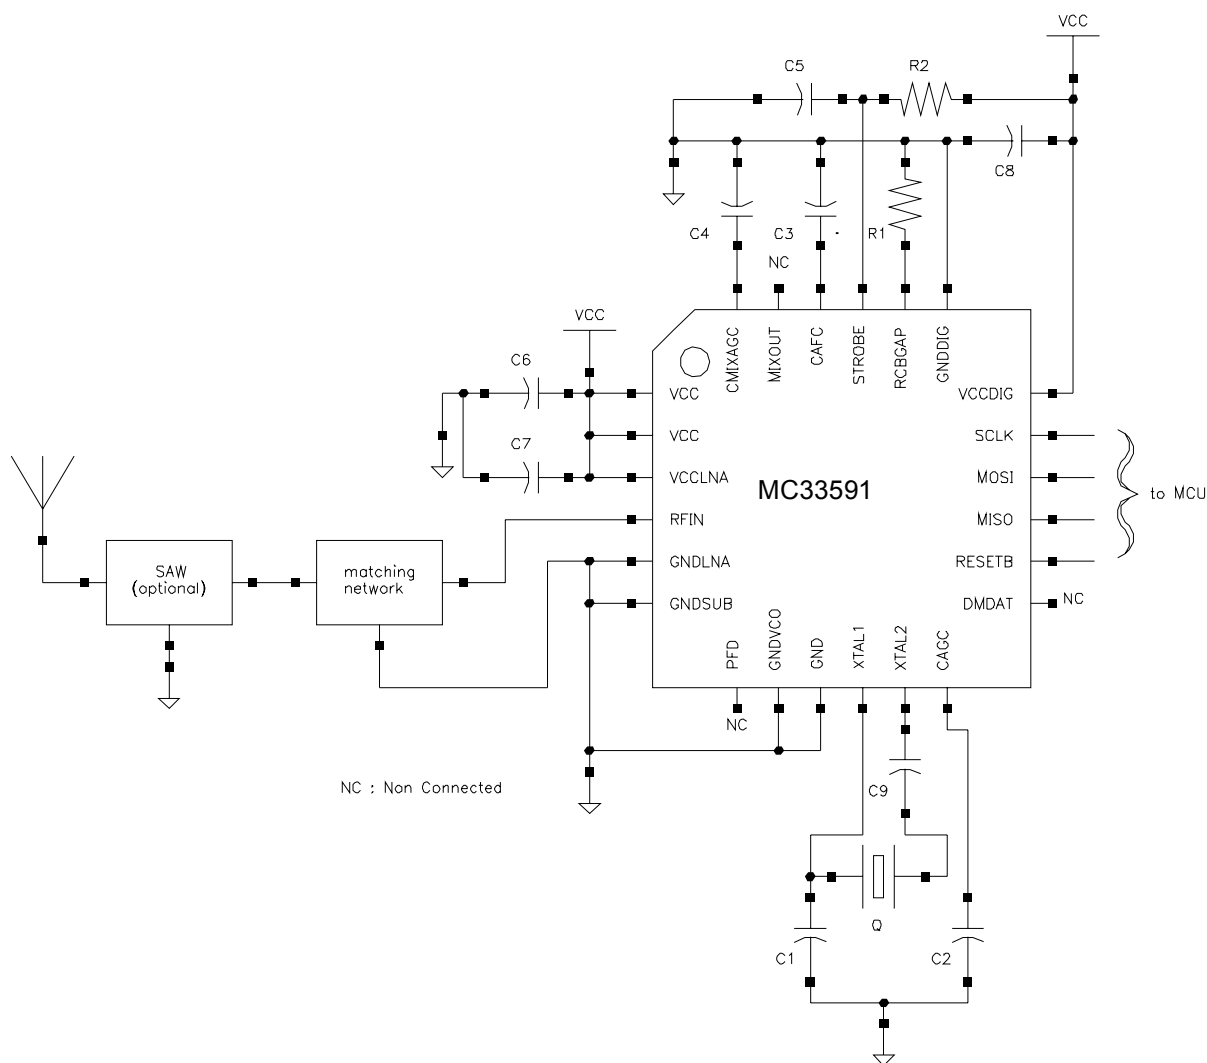 VCC
C5
R2
C8
C4
C3
R1
NC
VCC
C6
C7
CMIXAGC
MIXOUT
CAFC
STROBE
RCBGAP
GNDDIG
VCC
VCC
VCCLNA
RFIN
GNDLNA
GNDSUB
MC33591
VCCDIG
SCLK
MOSI
MISO
RESETB
DMDAT
NC
to MCU
SAW
(optional)
matching
network
PFD
GNDVCO
GND
XTAL1
XTAL2
CAGC
NC
NC : Non Connected
C9
Q
C1
C2